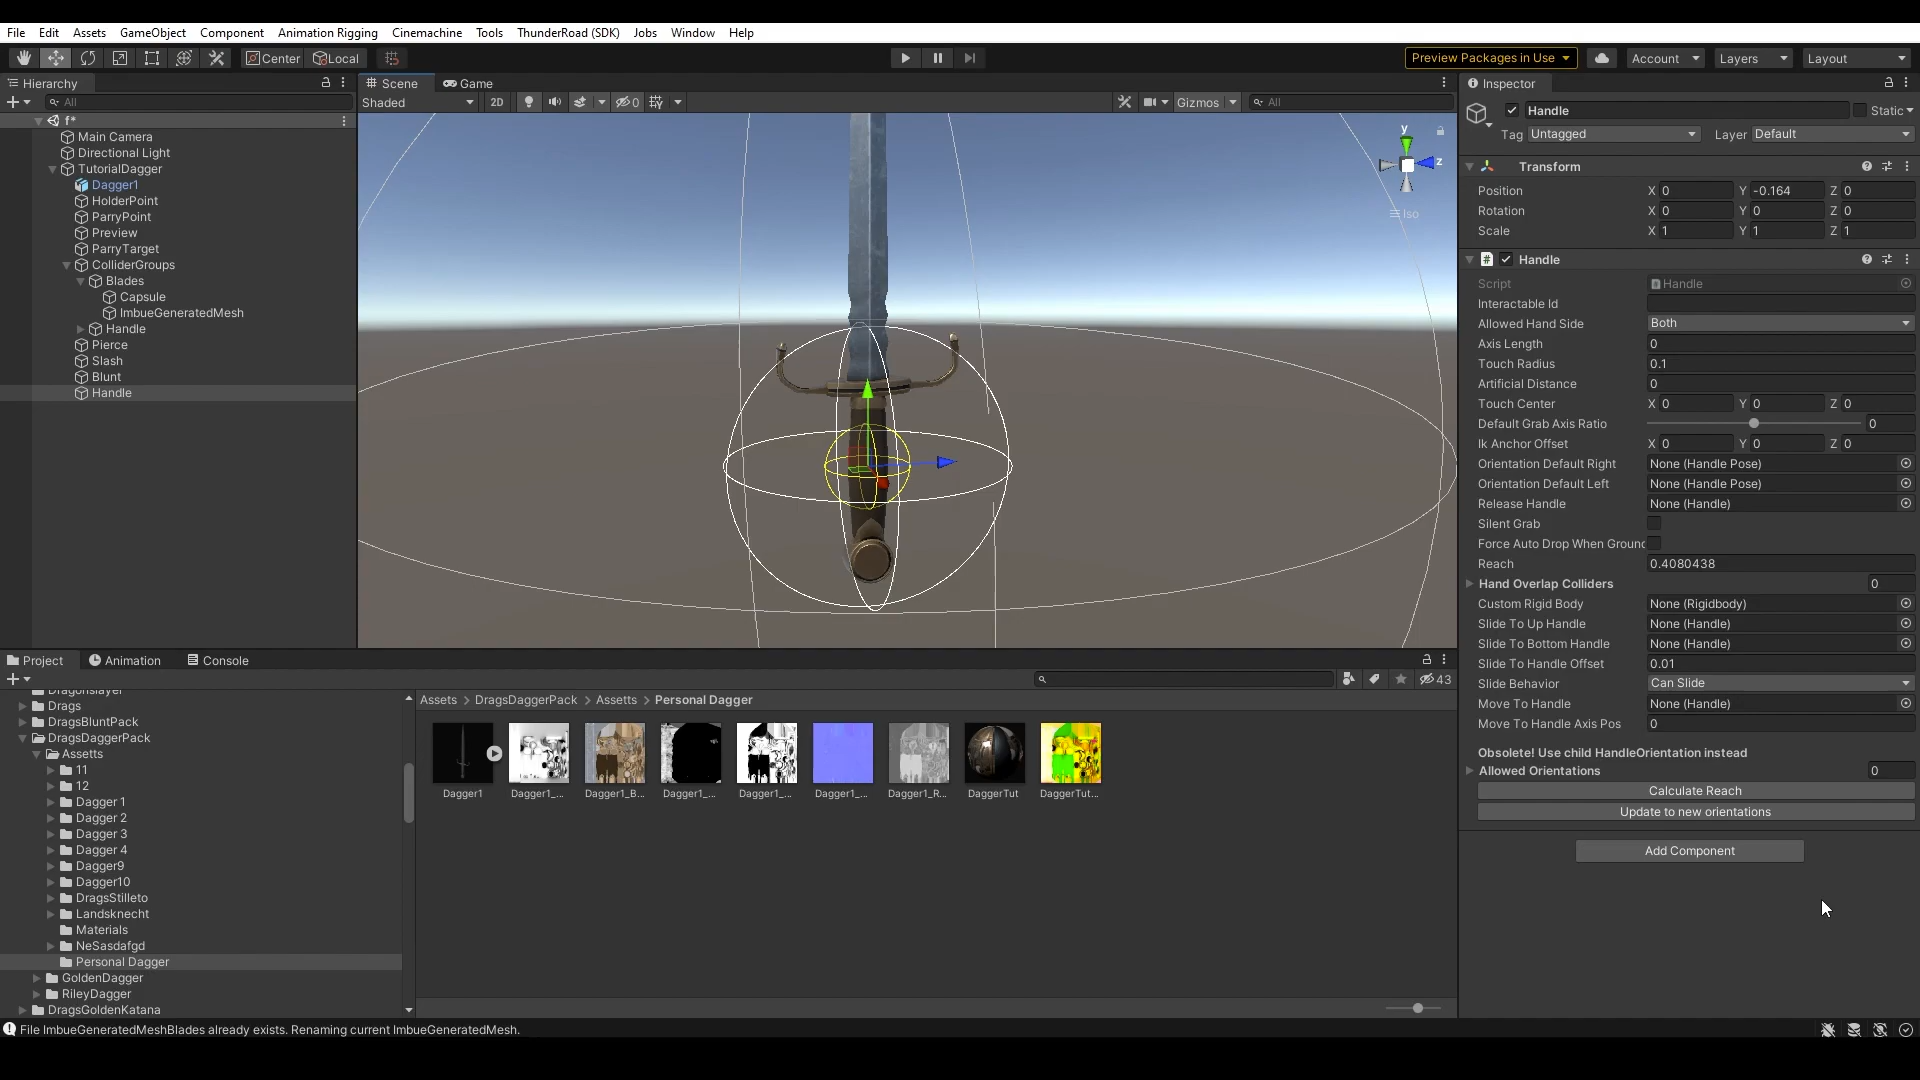 File Edit Assets GameObject Component Animation Rigging Cinemachine Tools ThunderRoad (SDK) Jobs Window Help
Center Local Preview Packages in Use Account Layers Layout
Hierarchy
All
f*
Main Camera
Directional Light
TutorialDagger
Dagger1
HolderPoint
ParryPoint
Preview
ParryTarget
ColliderGroups
Blades
Capsule
ImbueGeneratedMesh
Handle
Pierce
Slash
Blunt
Handle
Scene Game
Shaded 2D 0 Gizmos All
y
z
Iso
Inspector
Handle Static
Tag Untagged Layer Default
Transform
Position X 0 Y -0.164 Z 0
Rotation X 0 Y 0 Z 0
Scale X 1 Y 1 Z 1
# Handle
Script Handle
Interactable Id
Allowed Hand Side Both
Axis Length 0
Touch Radius 0.1
Artificial Distance 0
Touch Center X 0 Y 0 Z 0
Default Grab Axis Ratio 0
Ik Anchor Offset X 0 Y 0 Z 0
Orientation Default Right None (Handle Pose)
Orientation Default Left None (Handle Pose)
Release Handle None (Handle)
Silent Grab
Force Auto Drop When Ground
Reach 0.4080438
Hand Overlap Colliders 0
Custom Rigid Body None (Rigidbody)
Slide To Up Handle None (Handle)
Slide To Bottom Handle None (Handle)
Slide To Handle Offset 0.01
Slide Behavior Can Slide
Move To Handle None (Handle)
Move To Handle Axis Pos 0
Obsolete! Use child HandleOrientation instead
Allowed Orientations 0
Calculate Reach
Update to new orientations
Add Component
Project Animation Console
43
Dragonslayer
Drags
DragsBluntPack
DragsDaggerPack
Assetts
11
12
Dagger 1
Dagger 2
Dagger 3
Dagger 4
Dagger9
Dagger10
DragsStilleto
Landsknecht
Materials
NeSasdafgd
Personal Dagger
GoldenDagger
RileyDagger
DragsGoldenKatana
Assets > DragsDaggerPack > Assetts > Personal Dagger
Dagger1 Dagger1_... Dagger1_B... Dagger1_... Dagger1_... Dagger1_... Dagger1_R... DaggerTut DaggerTut...
File ImbueGeneratedMeshBlades already exists. Renaming current ImbueGeneratedMesh.